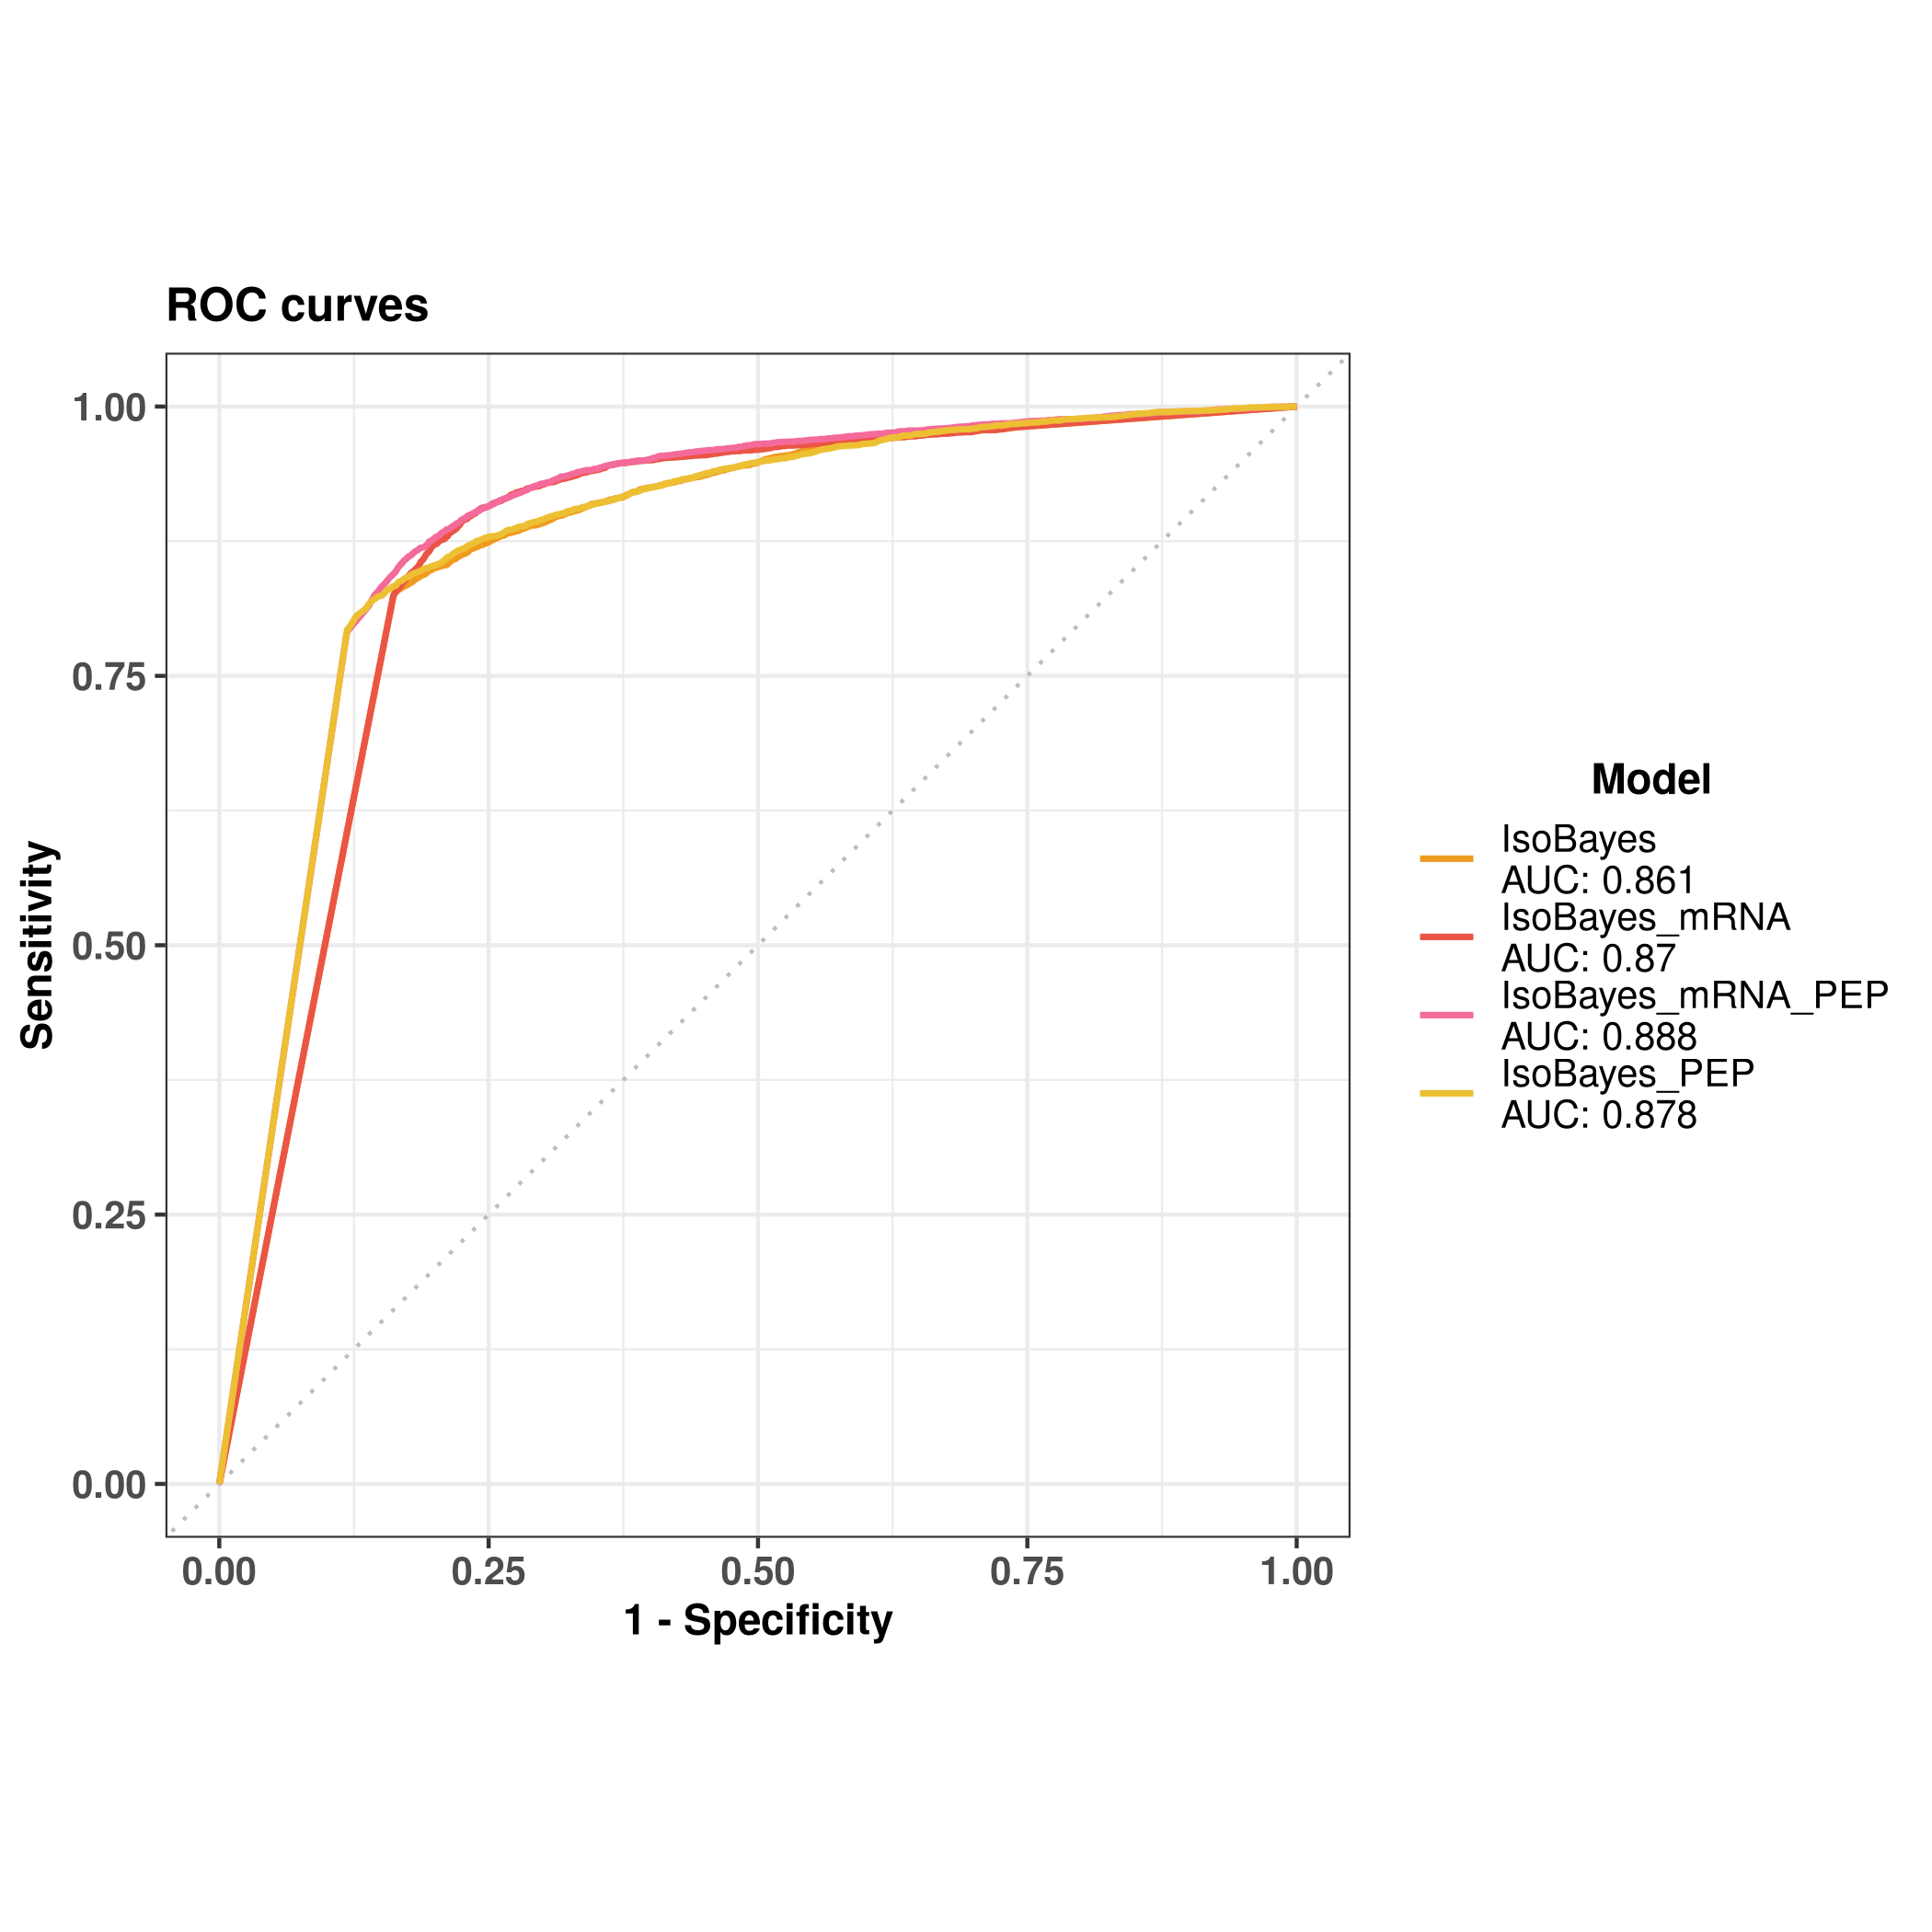 ROC curves
1.00
0.75
0.50
0.25
0.00
Sensitivity
0.00 0.25 0.50 0.75 1.00
1 - Specificity
Model
IsoBayes
AUC: 0.861
IsoBayes_mRNA
AUC: 0.87
IsoBayes_mRNA_PEP
AUC: 0.888
IsoBayes_PEP
AUC: 0.878